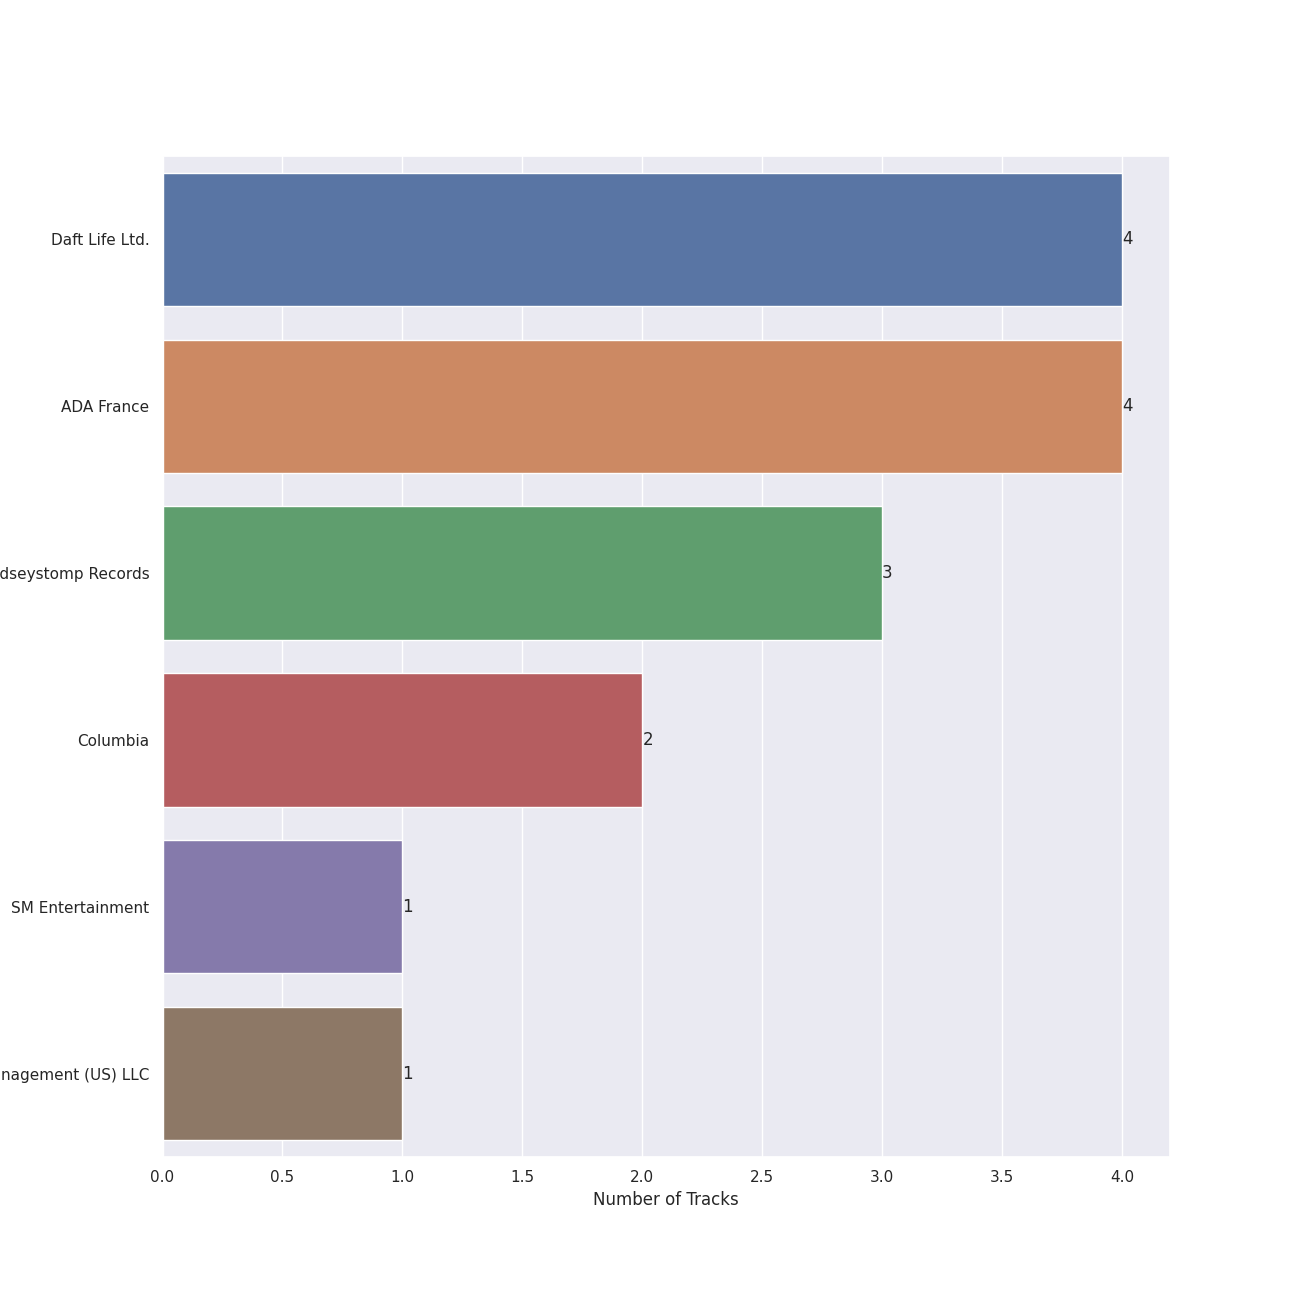 Daft Life Ltd.
4
ADA France
4
dseystomp Records
3
Columbia
2
SM Entertainment
1
nagement (US) LLC
1
0.0 0.5 1.0 1.5 2.0 2.5 3.0 3.5 4.0
Number of Tracks